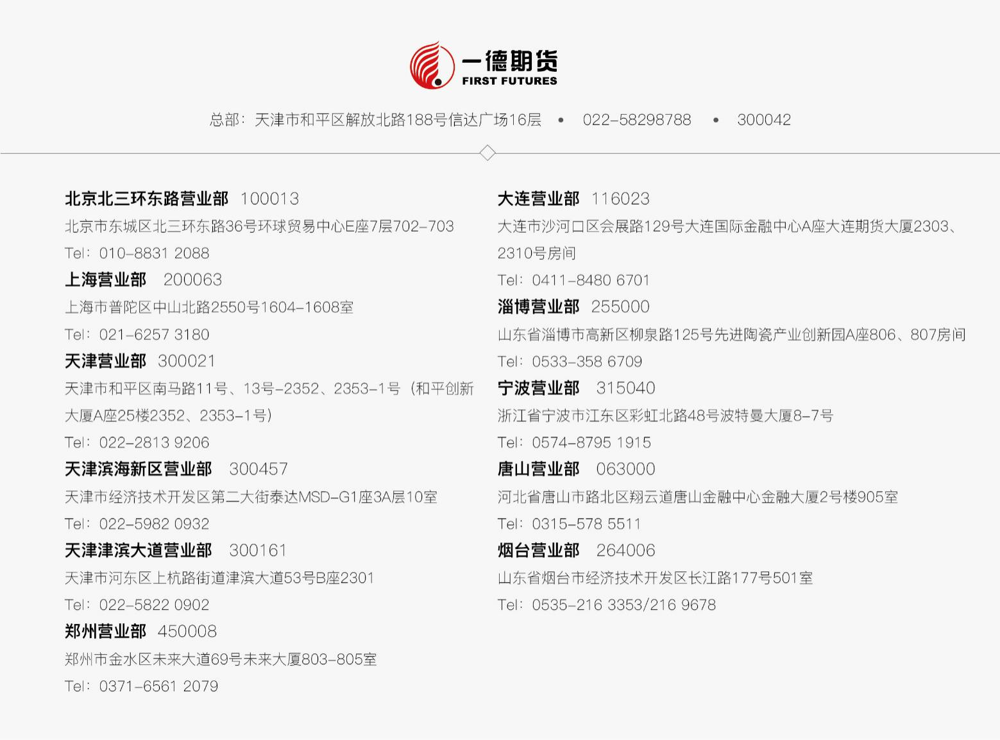 一德期货
FIRST FUTURES
总部：天津市和平区解放北路188号信达广场16层 • 022-58298788 • 300042
北京北三环东路营业部 100013
北京市东城区北三环东路36号环球贸易中心E座7层702-703
Tel：010-8831 2088
上海营业部 200063
上海市普陀区中山北路2550号1604-1608室
Tel：021-6257 3180
天津营业部 300021
天津市和平区南马路11号、13号-2352、2353-1号（和平创新
大厦A座25楼2352、2353-1号）
Tel：022-2813 9206
天津滨海新区营业部 300457
天津市经济技术开发区第二大街泰达MSD-G1座3A层10室
Tel：022-5982 0932
天津津滨大道营业部 300161
天津市河东区上杭路街道津滨大道53号B座2301
Tel：022-5822 0902
郑州营业部 450008
郑州市金水区未来大道69号未来大厦803-805室
Tel：0371-6561 2079
大连营业部 116023
大连市沙河口区会展路129号大连国际金融中心A座大连期货大厦2303、
2310号房间
Tel：0411-8480 6701
淄博营业部 255000
山东省淄博市高新区柳泉路125号先进陶瓷产业创新园A座806、807房间
Tel：0533-358 6709
宁波营业部 315040
浙江省宁波市江东区彩虹北路48号波特曼大厦8-7号
Tel：0574-8795 1915
唐山营业部 063000
河北省唐山市路北区翔云道唐山金融中心金融大厦2号楼905室
Tel：0315-578 5511
烟台营业部 264006
山东省烟台市经济技术开发区长江路177号501室
Tel：0535-216 3353/216 9678